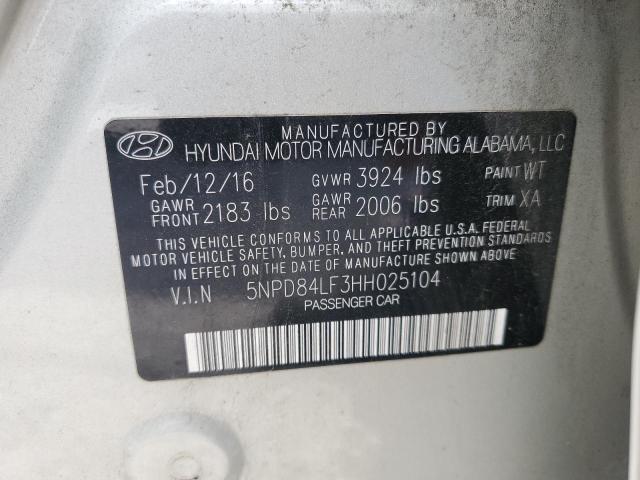 MANUFACTURED BY
HYUNDAI MOTOR MANUFACTURING ALABAMA, LLC
Feb/12/16 GVWR 3924 lbs PAINT WT
GAWR FRONT 2183 lbs GAWR REAR 2006 lbs TRIM XA
THIS VEHICLE CONFORMS TO ALL APPLICABLE U.S.A. FEDERAL
MOTOR VEHICLE SAFETY, BUMPER, AND THEFT PREVENTION
STANDARDS IN EFFECT ON THE DATE OF MANUFACTURE SHOWN ABOVE.
V.I.N 5NPD84LF3HH025104
PASSENGER CAR